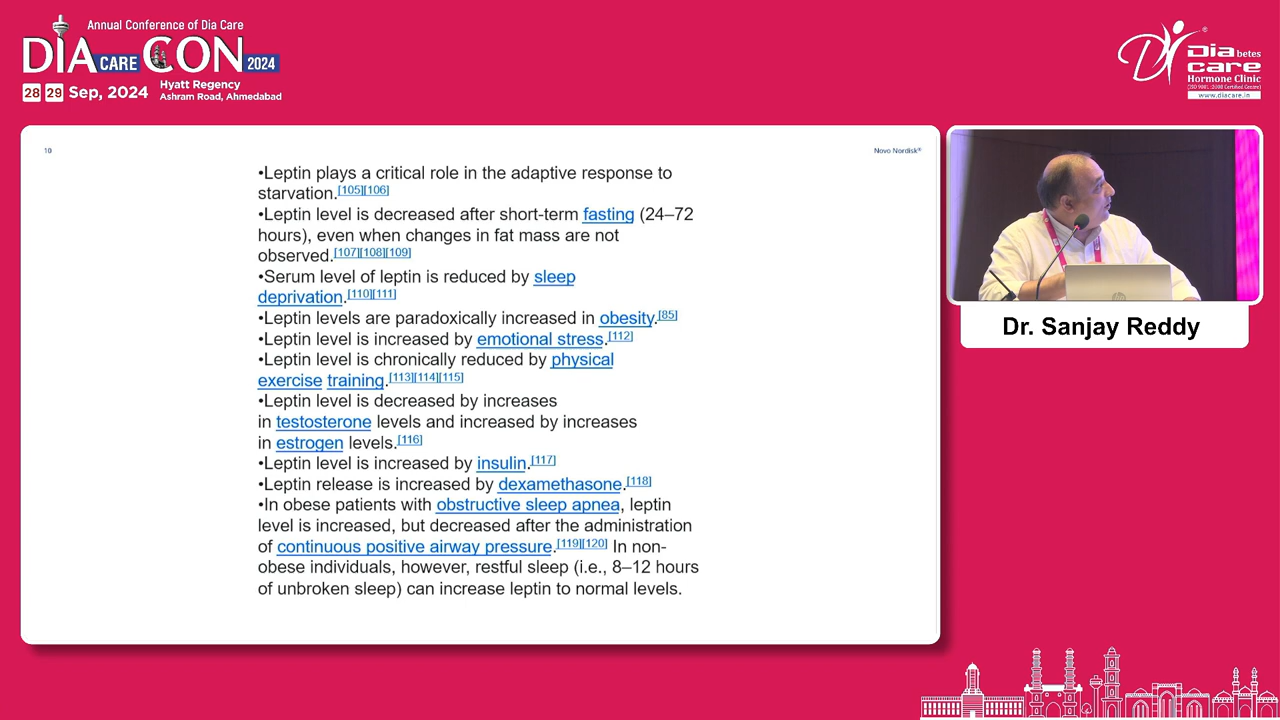 Annual Conference of Dia Care
DIA CARE CON 2024
28 29 Sep, 2024
Hyatt Regency
Ashram Road, Ahmedabad
Diabetes
care
Hormone Clinic
(ISO 9001 :2008 Certified Centre)
www.diacare.in
10
Novo Nordisk®
•Leptin plays a critical role in the adaptive response to
starvation.[105][106]
•Leptin level is decreased after short-term fasting (24–72
hours), even when changes in fat mass are not
observed.[107][108][109]
•Serum level of leptin is reduced by sleep
deprivation.[110][111]
•Leptin levels are paradoxically increased in obesity.[85]
•Leptin level is increased by emotional stress.[112]
•Leptin level is chronically reduced by physical
exercise training.[113][114][115]
•Leptin level is decreased by increases
in testosterone levels and increased by increases
in estrogen levels.[116]
•Leptin level is increased by insulin.[117]
•Leptin release is increased by dexamethasone.[118]
•In obese patients with obstructive sleep apnea, leptin
level is increased, but decreased after the administration
of continuous positive airway pressure.[119][120] In non-
obese individuals, however, restful sleep (i.e., 8–12 hours
of unbroken sleep) can increase leptin to normal levels.
Dr. Sanjay Reddy